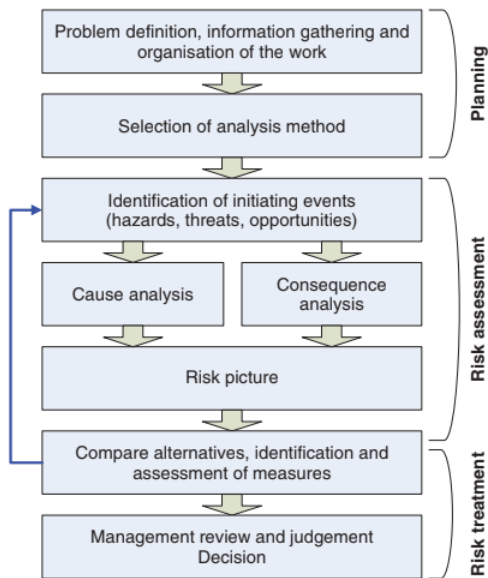 Problem definition, information gathering and
organisation of the work
Selection of analysis method
Planning
Identification of initiating events
(hazards, threats, opportunities)
Cause analysis
Consequence
analysis
Risk picture
Risk assessment
Compare alternatives, identification and
assessment of measures
Management review and judgement
Decision
Risk treatment